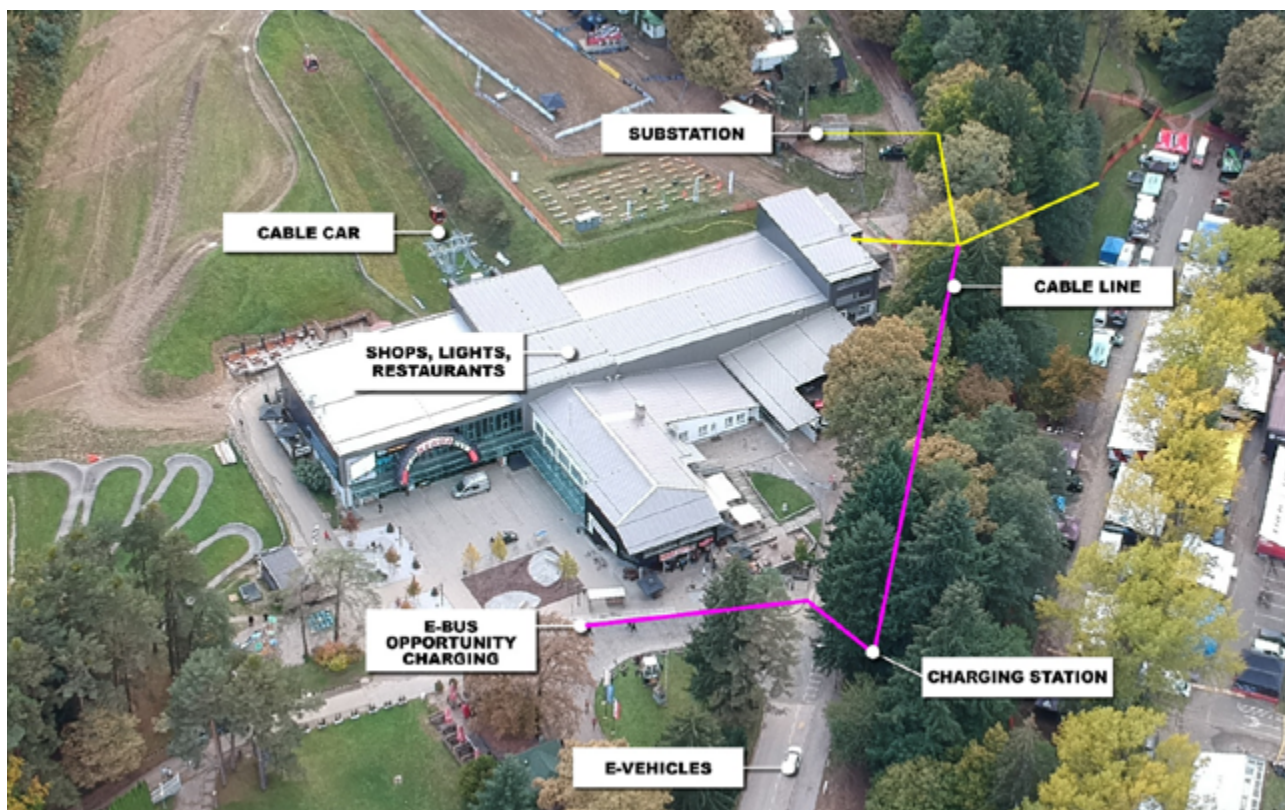 SUBSTATION
CABLE CAR
CABLE LINE
SHOPS, LIGHTS,
RESTAURANTS
E-BUS
OPPORTUNITY
CHARGING
CHARGING STATION
E-VEHICLES